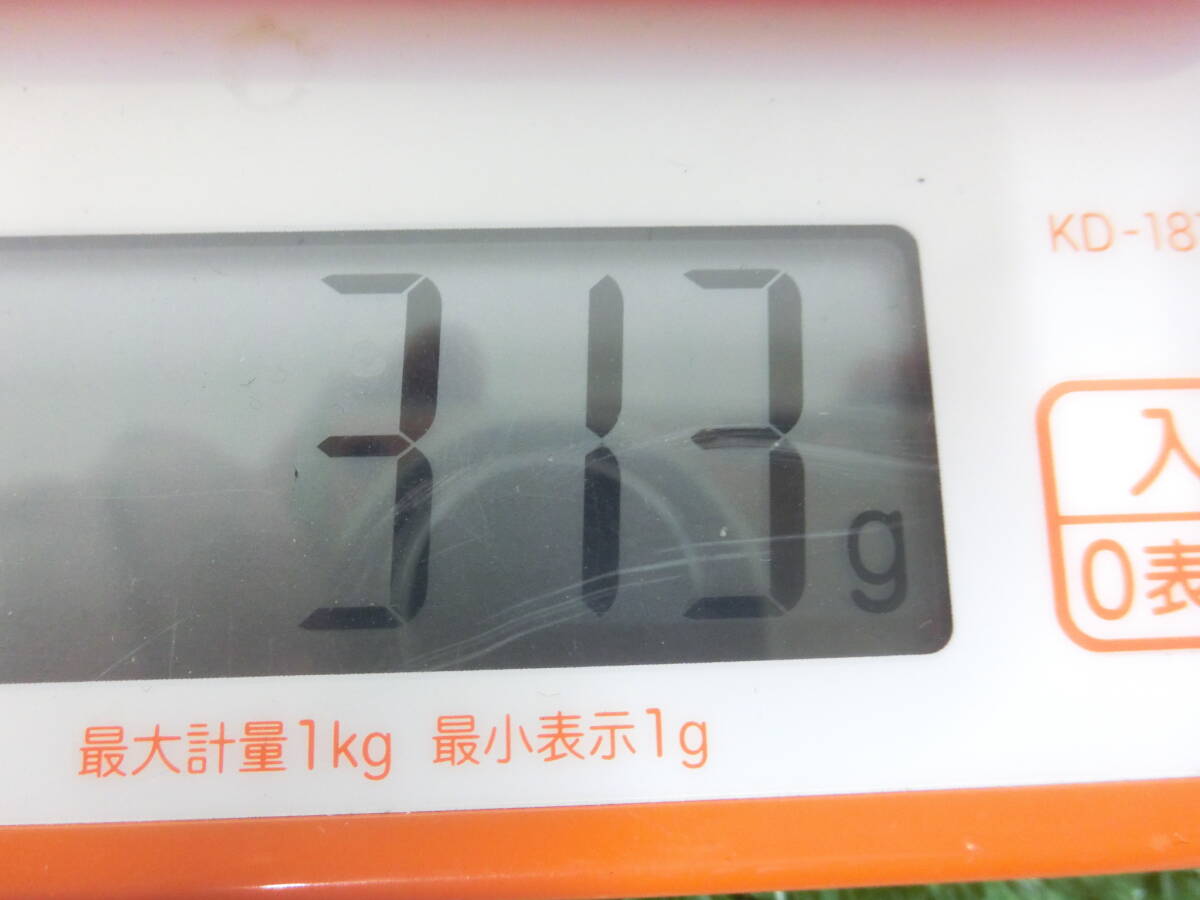 KD-18
313 g
入
0表
最大計量1kg 最小表示1g